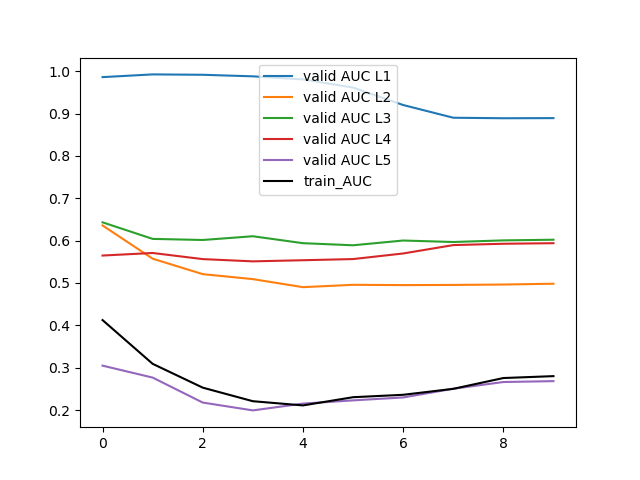 1.0
0.9
0.8
0.7
0.6
0.5
0.4
0.3
0.2
0 2 4 6 8
valid AUC L1
valid AUC L2
valid AUC L3
valid AUC L4
valid AUC L5
train_AUC